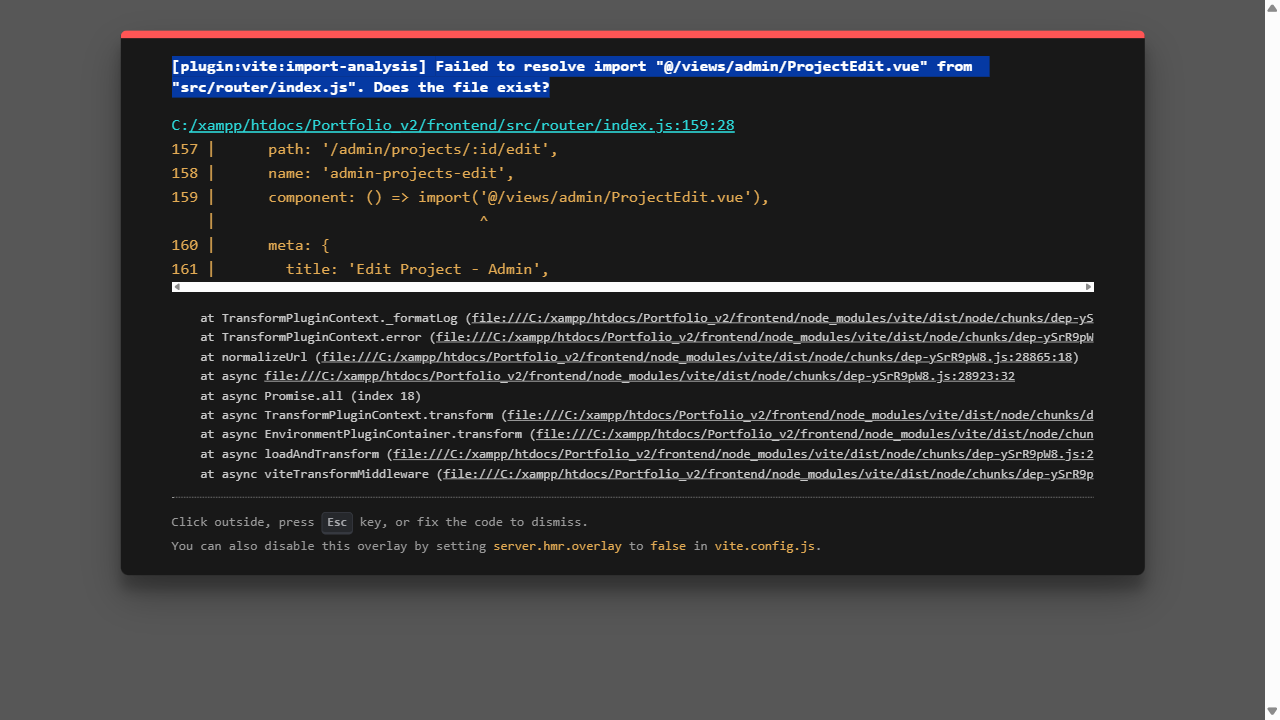 [plugin:vite:import-analysis] Failed to resolve import "@/views/admin/ProjectEdit.vue" from
"src/router/index.js". Does the file exist?
C:/xampp/htdocs/Portfolio_v2/frontend/src/router/index.js:159:28
157 |      path: '/admin/projects/:id/edit',
158 |      name: 'admin-projects-edit',
159 |      component: () => import('@/views/admin/ProjectEdit.vue'),
    |                              ^
160 |      meta: {
161 |        title: 'Edit Project - Admin',
at TransformPluginContext._formatLog (file:///C:/xampp/htdocs/Portfolio_v2/frontend/node_modules/vite/dist/node/chunks/dep-yS
at TransformPluginContext.error (file:///C:/xampp/htdocs/Portfolio_v2/frontend/node_modules/vite/dist/node/chunks/dep-ySrR9pW
at normalizeUrl (file:///C:/xampp/htdocs/Portfolio_v2/frontend/node_modules/vite/dist/node/chunks/dep-ySrR9pW8.js:28865:18)
at async file:///C:/xampp/htdocs/Portfolio_v2/frontend/node_modules/vite/dist/node/chunks/dep-ySrR9pW8.js:28923:32
at async Promise.all (index 18)
at async TransformPluginContext.transform (file:///C:/xampp/htdocs/Portfolio_v2/frontend/node_modules/vite/dist/node/chunks/d
at async EnvironmentPluginContainer.transform (file:///C:/xampp/htdocs/Portfolio_v2/frontend/node_modules/vite/dist/node/chun
at async loadAndTransform (file:///C:/xampp/htdocs/Portfolio_v2/frontend/node_modules/vite/dist/node/chunks/dep-ySrR9pW8.js:2
at async viteTransformMiddleware (file:///C:/xampp/htdocs/Portfolio_v2/frontend/node_modules/vite/dist/node/chunks/dep-ySrR9p
Click outside, press Esc key, or fix the code to dismiss.
You can also disable this overlay by setting server.hmr.overlay to false in vite.config.js.